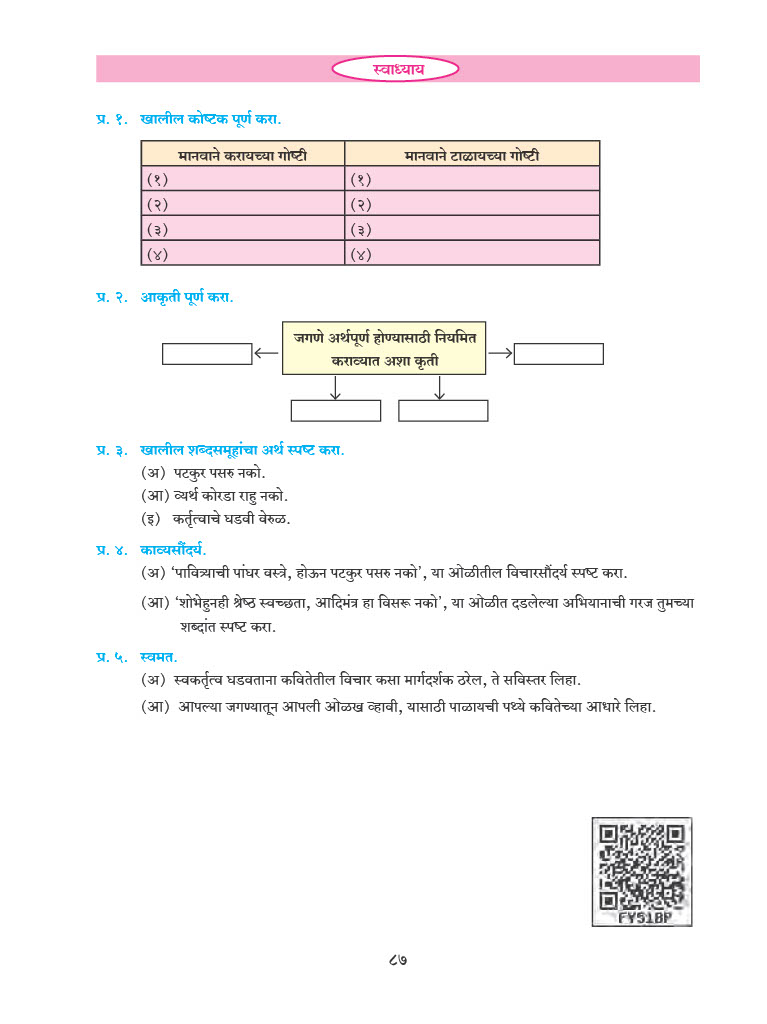 स्वाध्याय
प्र. १. खालील कोष्टक पूर्ण करा.
मानवाने करायच्या गोष्टी मानवाने टाळायच्या गोष्टी
(१) (१)
(२) (२)
(३) (३)
(४) (४)
प्र. २. आकृती पूर्ण करा.
जगणे अर्थपूर्ण होण्यासाठी नियमित
कराव्यात अशा कृती
प्र. ३. खालील शब्दसमूहांचा अर्थ स्पष्ट करा.
(अ) पटकुर पसरु नको.
(आ) व्यर्थ कोरडा राहु नको.
(इ) कर्तृत्वाचे घडवी वेरुळ.
प्र. ४. काव्यसौंदर्य.
(अ) ‘पावित्र्याची पांघर वस्त्रे, होऊन पटकुर पसरु नको’, या ओळीतील विचारसौंदर्य स्पष्ट करा.
(आ) ‘शोभेहुनही श्रेष्ठ स्वच्छता, आदिमंत्र हा विसरू नको’, या ओळीत दडलेल्या अभियानाची गरज तुमच्या
शब्दांत स्पष्ट करा.
प्र. ५. स्वमत.
(अ) स्वकर्तृत्व घडवताना कवितेतील विचार कसा मार्गदर्शक ठरेल, ते सविस्तर लिहा.
(आ) आपल्या जगण्यातून आपली ओळख व्हावी, यासाठी पाळायची पथ्ये कवितेच्या आधारे लिहा.
FY51BP
८७